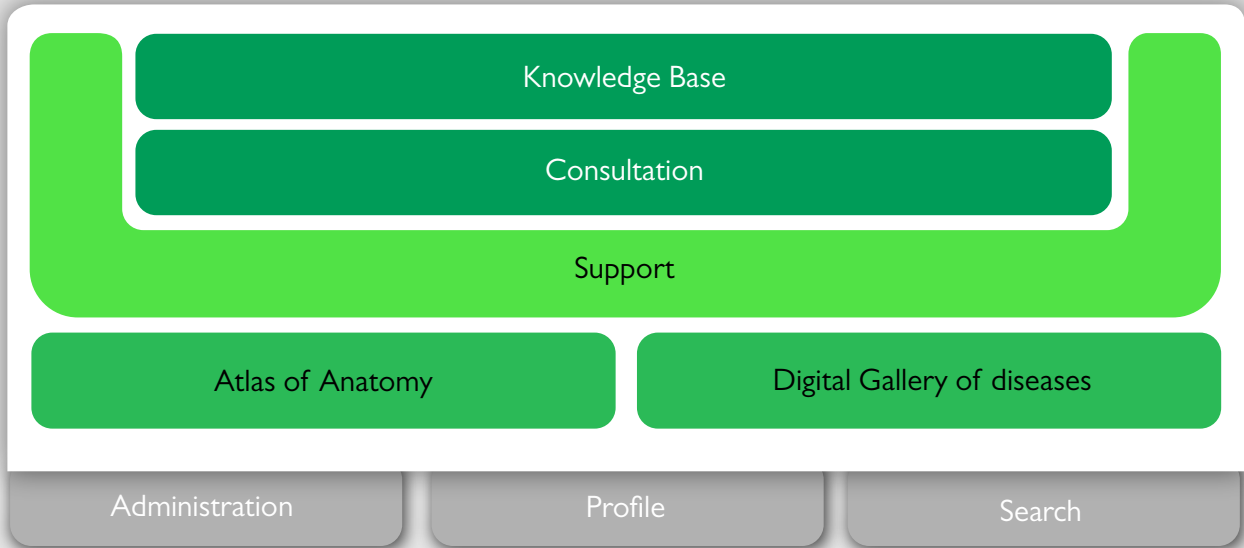 Knowledge Base
Consultation
Support
Atlas of Anatomy
Digital Gallery of diseases
Administration
Profile
Search